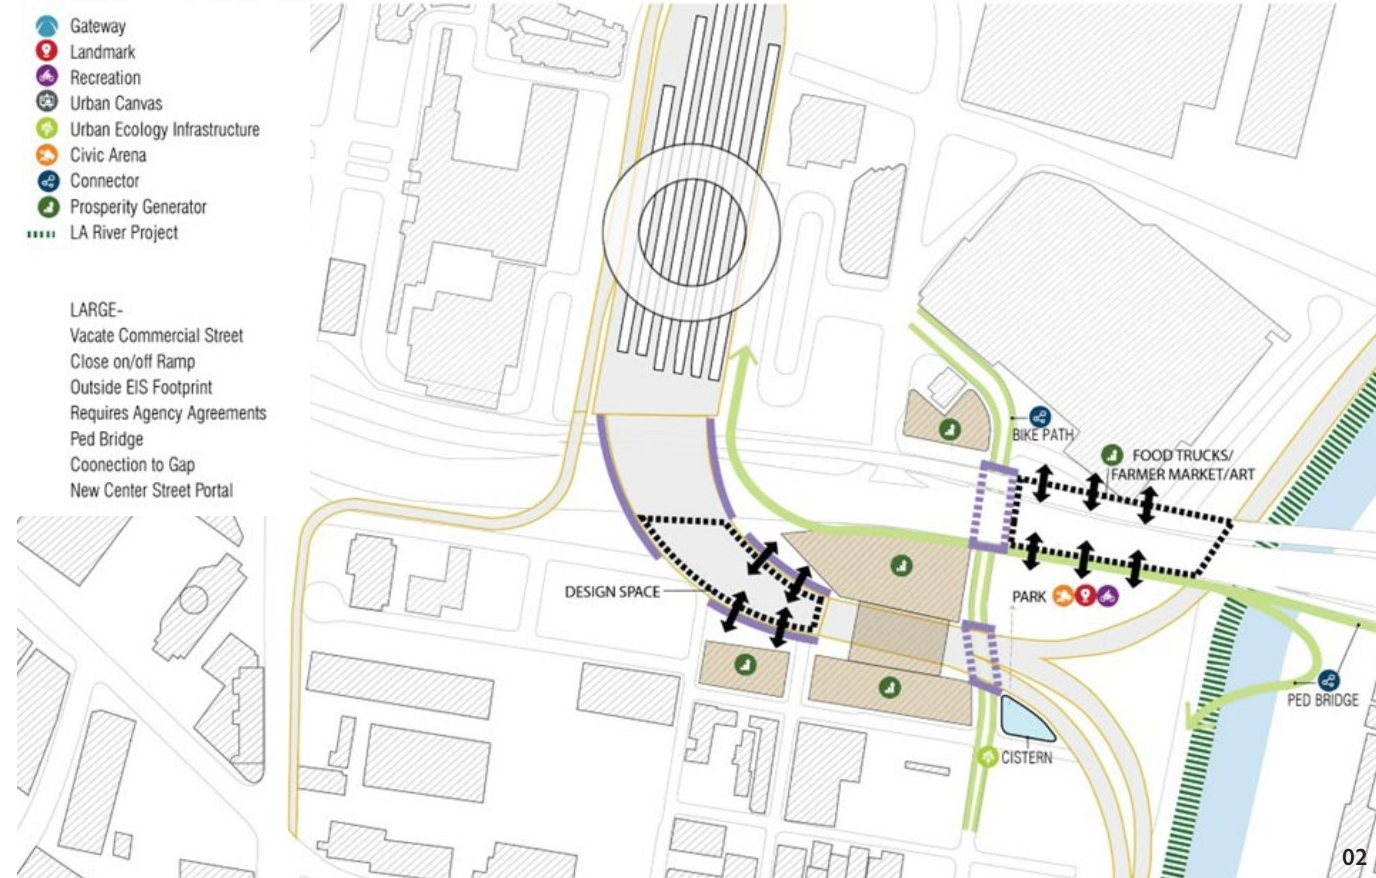 Gateway
Landmark
Recreation
Urban Canvas
Urban Ecology Infrastructure
Civic Arena
Connector
Prosperity Generator
LA River Project
LARGE-
Vacate Commercial Street
Close on/off Ramp
Outside EIS Footprint
Requires Agency Agreements
Ped Bridge
Coonection to Gap
New Center Street Portal
BIKE PATH
FOOD TRUCKS/
FARMER MARKET/ART
DESIGN SPACE
PARK
PED BRIDGE
CISTERN
02